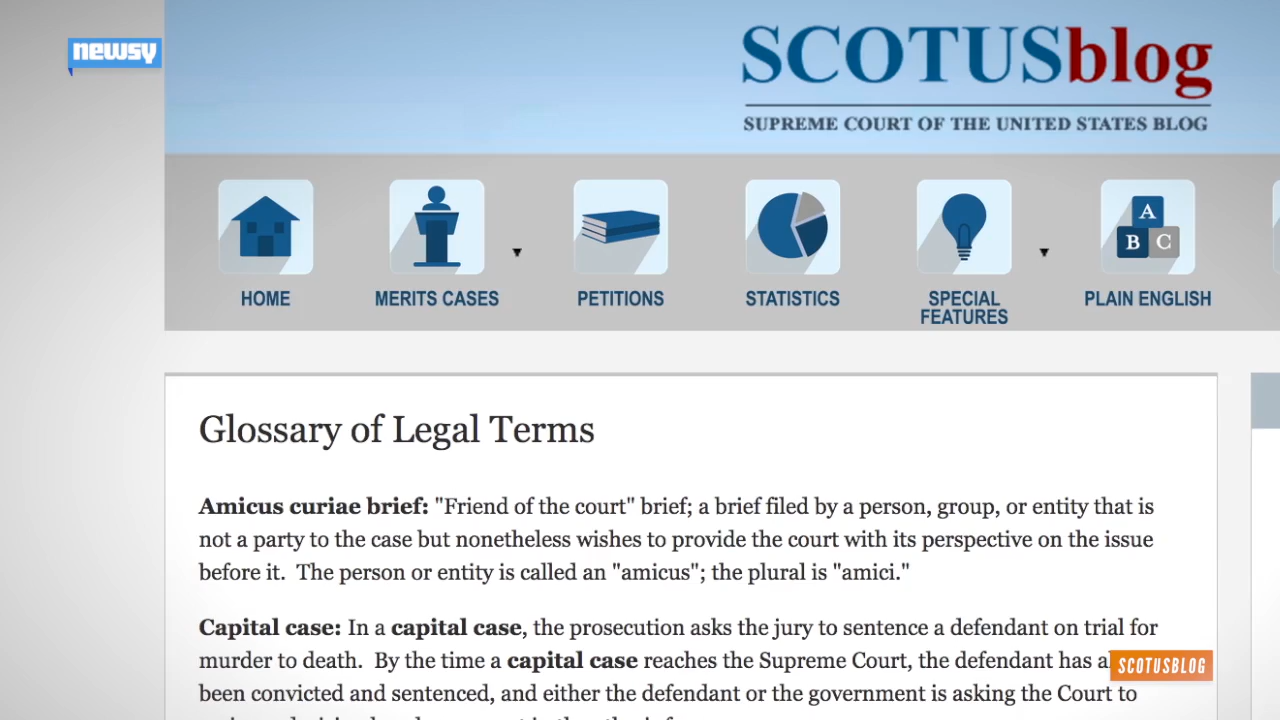 newsy
SCOTUSblog
SUPREME COURT OF THE UNITED STATES BLOG
HOME
MERITS CASES
PETITIONS
STATISTICS
SPECIAL
FEATURES
PLAIN ENGLISH
A
B C
Glossary of Legal Terms
Amicus curiae brief: "Friend of the court" brief; a brief filed by a person, group, or entity that is
not a party to the case but nonetheless wishes to provide the court with its perspective on the issue
before it. The person or entity is called an "amicus"; the plural is "amici."
Capital case: In a capital case, the prosecution asks the jury to sentence a defendant on trial for
murder to death. By the time a capital case reaches the Supreme Court, the defendant has
been convicted and sentenced, and either the defendant or the government is asking the Court to
SCOTUSBLOG